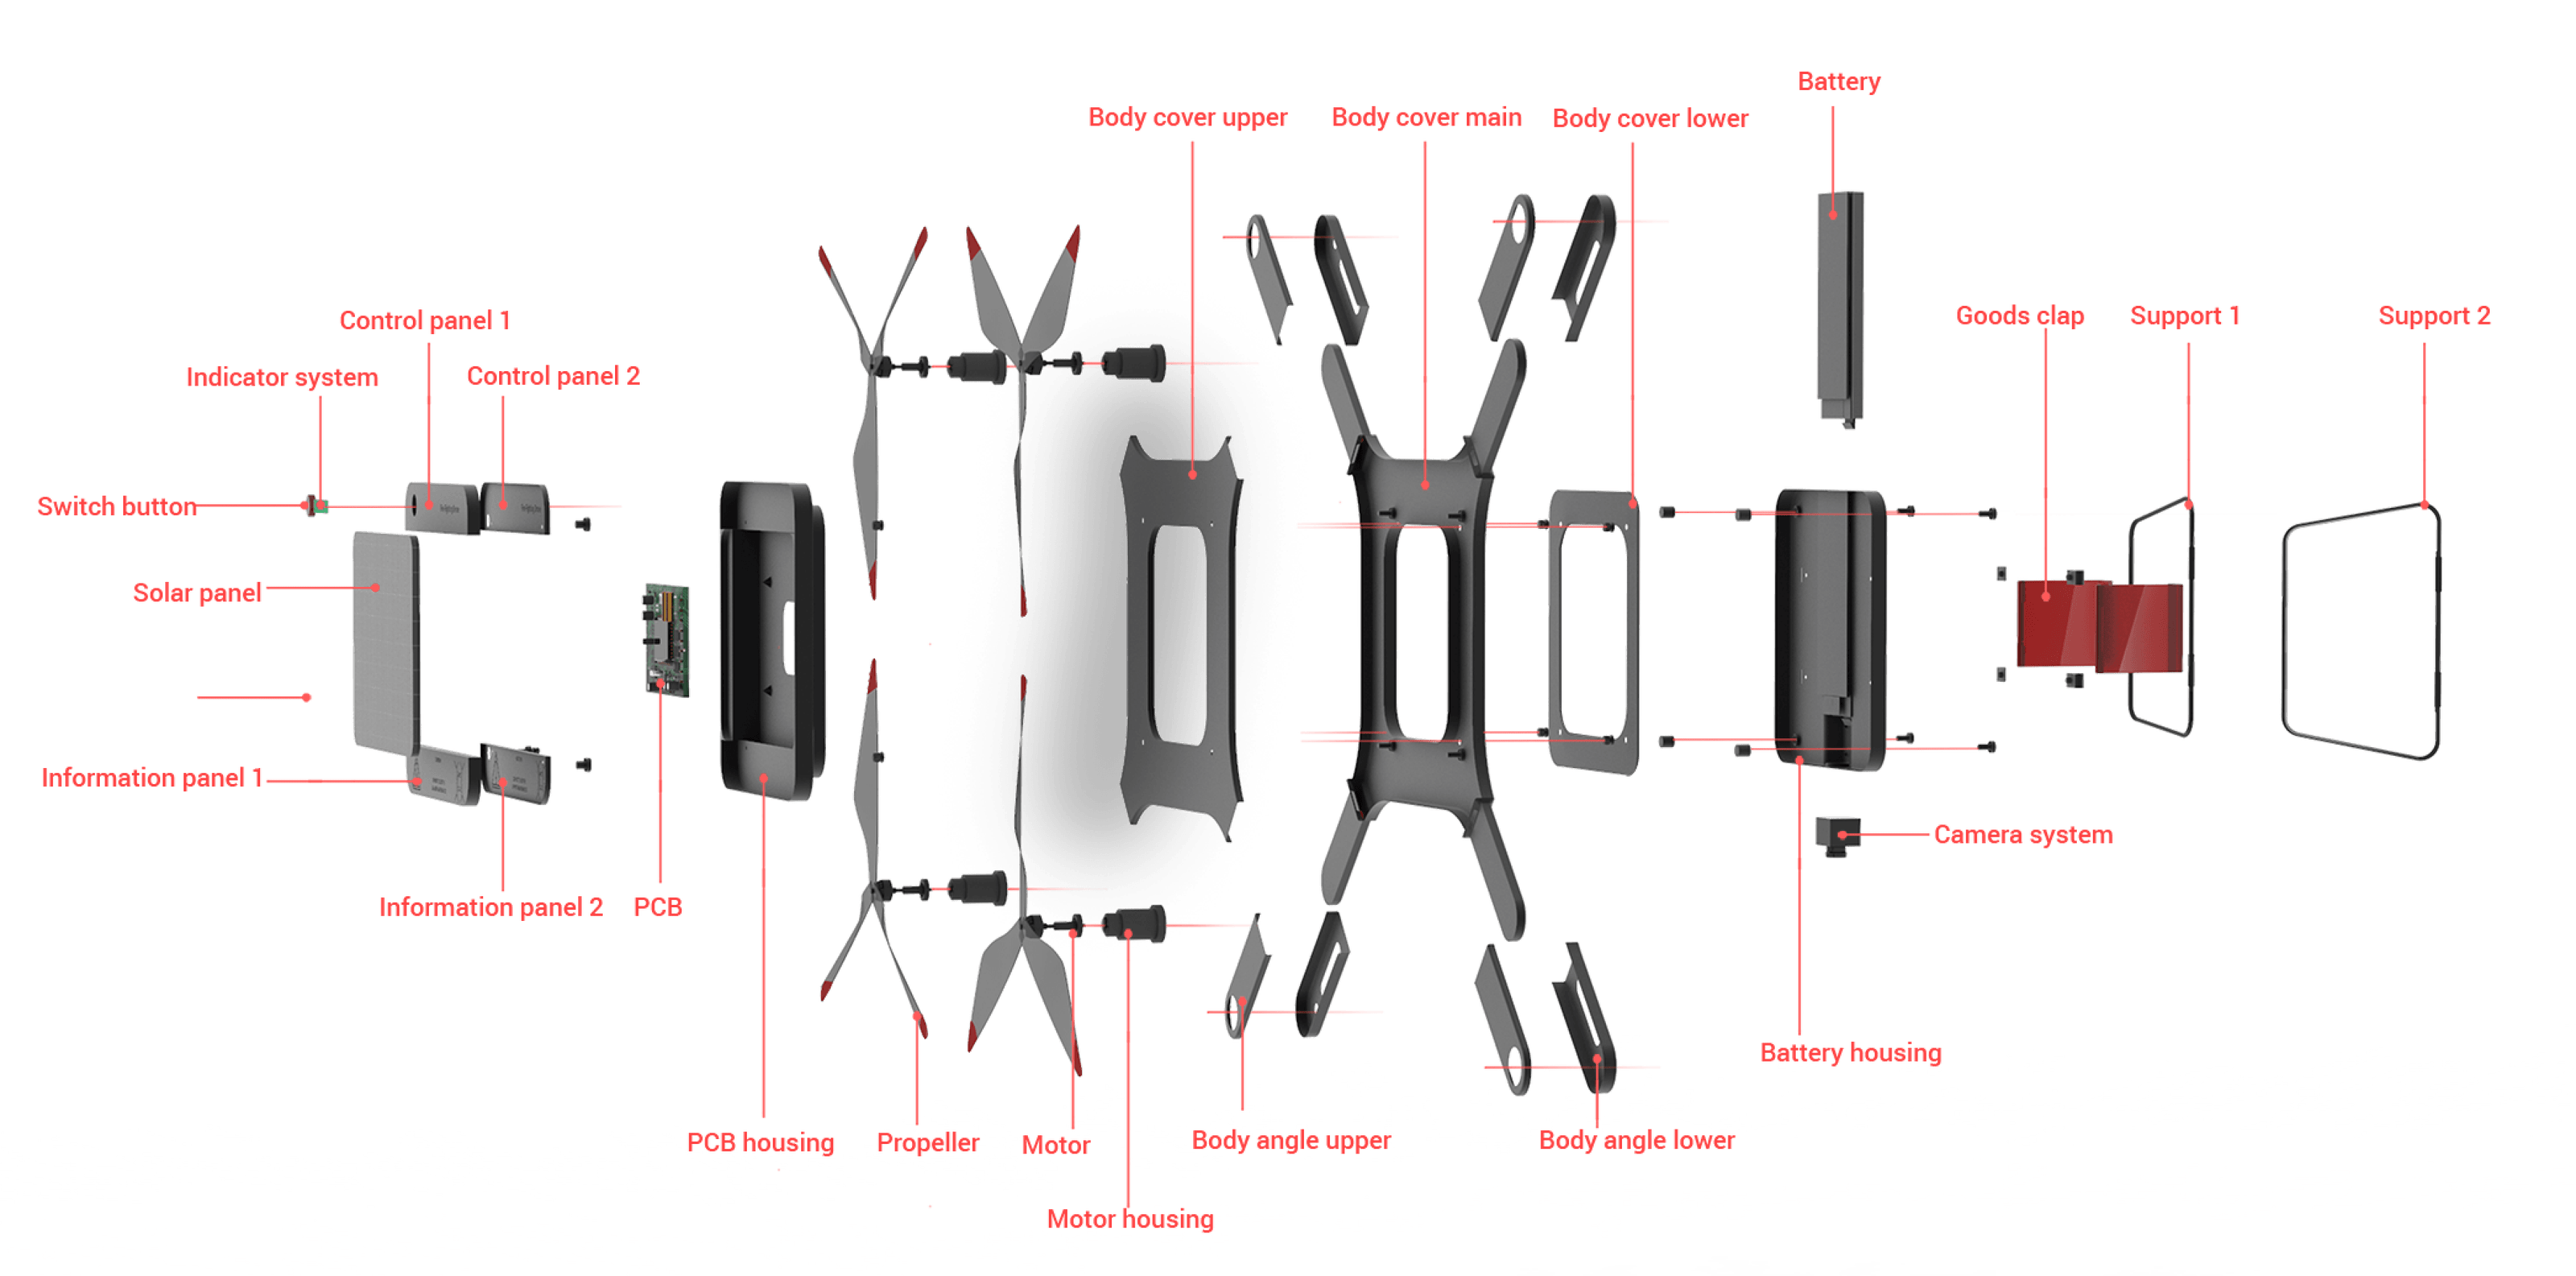 Battery
Body cover upper
Body cover main
Body cover lower
Control panel 1
Goods clap
Support 1
Support 2
Indicator system
Control panel 2
Switch button
Solar panel
Information panel 1
Camera system
Information panel 2
PCB
Battery housing
PCB housing
Propeller
Motor
Body angle upper
Body angle lower
Motor housing